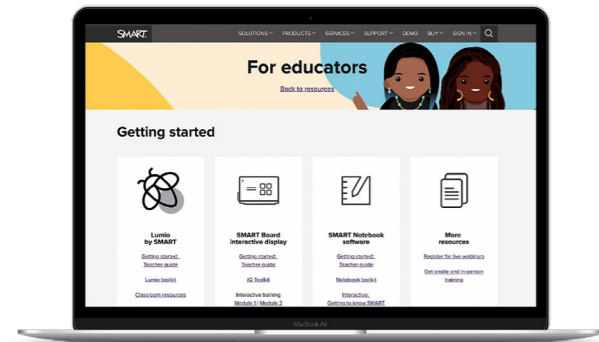 SMART.
SOLUTIONS PRODUCTS SERVICES SUPPORT DEMO BUY SIGN IN
For educators
Back to resources
Getting started
Lumio
by SMART
Getting started:
Teacher guide
Lumio toolkit
Classroom resources
SMART Board
interactive display
Getting started:
Teacher guide
iQ Toolkit
Interactive training
Module 1 | Module 2
SMART Notebook
software
Getting started:
Teacher guide
Notebook toolkit
Interactive:
Getting to know SMART
More
resources
Register for live webinars
Get onsite and in-person
training
MacBook Air